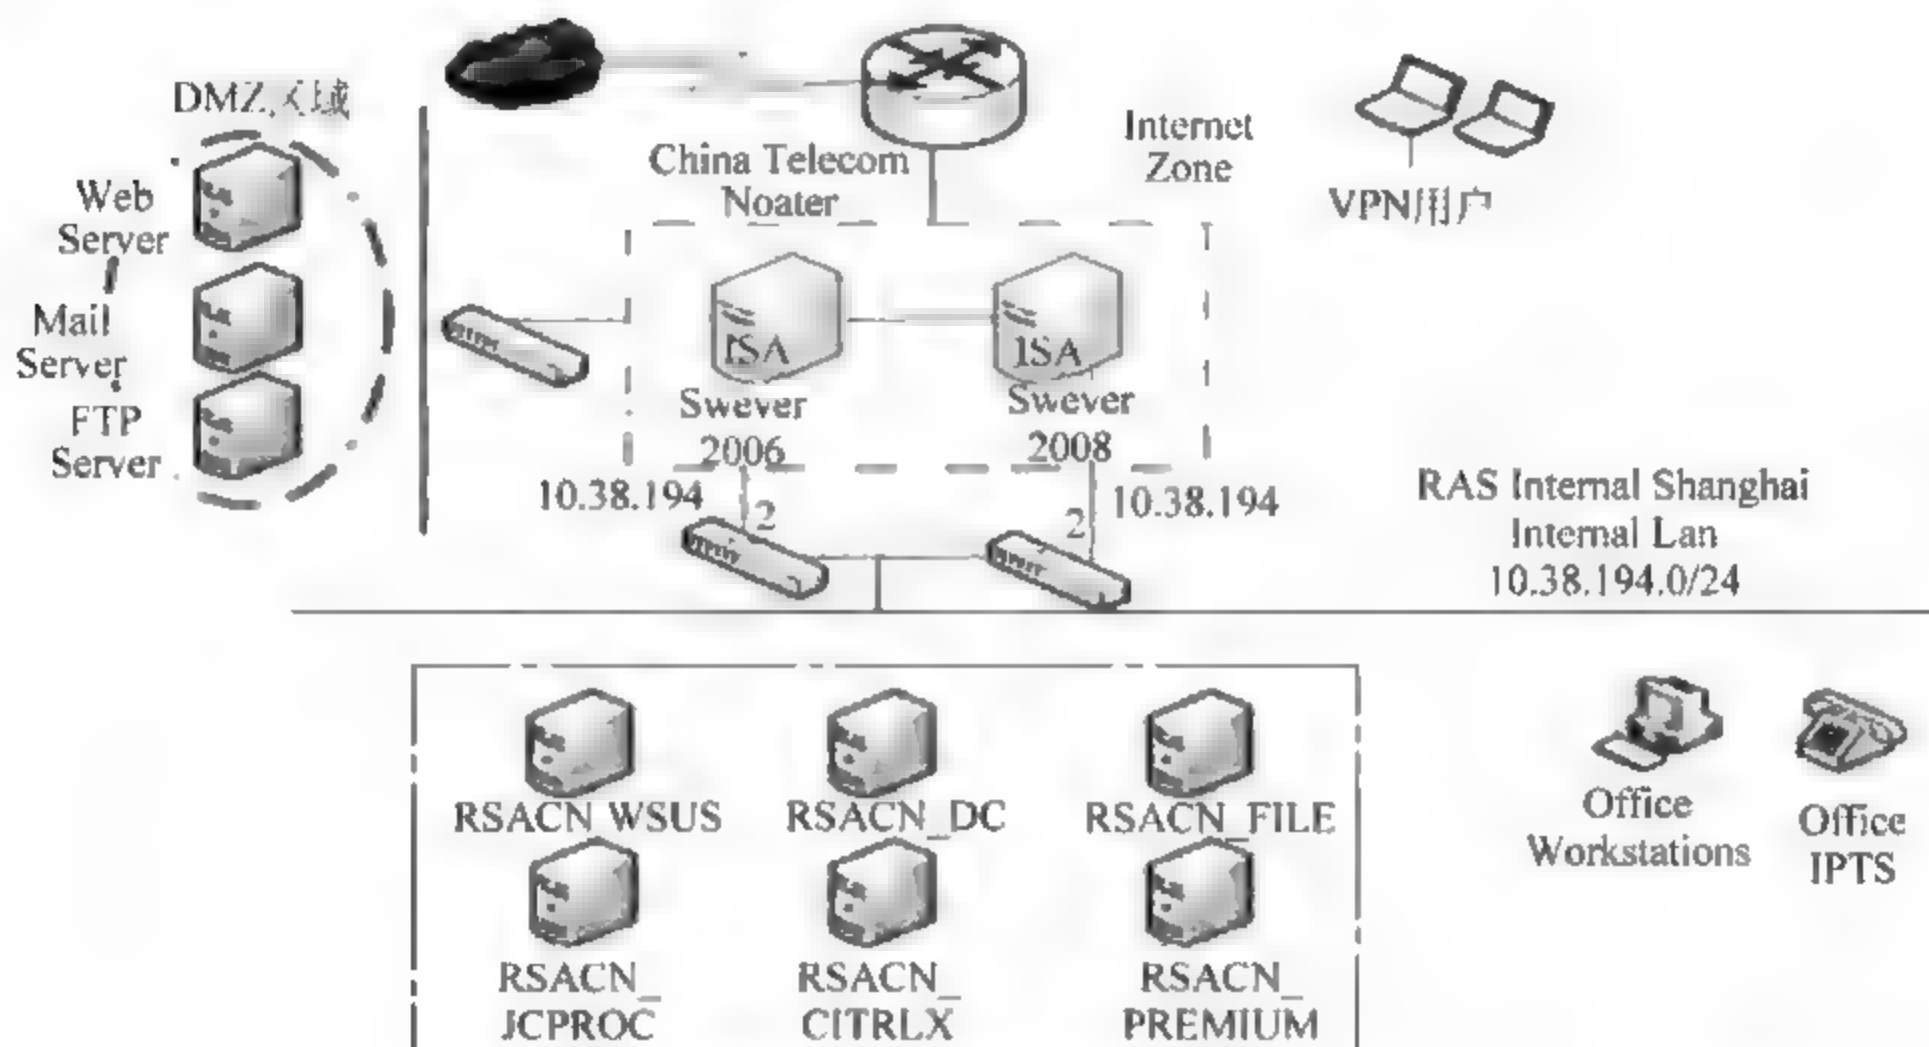 DMZ区域
Web
Server
Mail
Server
FTP
Server
China Telecom
Noater
Internet
Zone
VPN用户
ISA
Swever
2006
ISA
Swever
2008
10.38.194
2
2
10.38.194
RAS Internal Shanghai
Internal Lan
10.38.194.0/24
RSACN WSUS
RSACN_DC
RSACN_FILE
RSACN_
JCPROC
RSACN_
CITRLX
RSACN_
PREMIUM
Office
Workstations
Office
IPTS